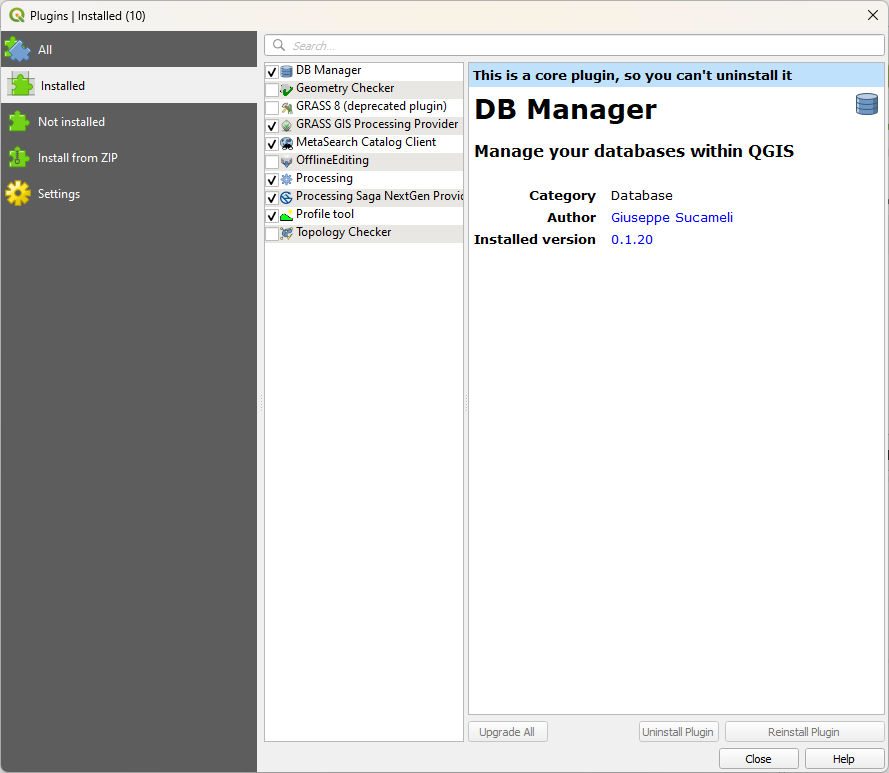 Plugins | Installed (10)
All
Installed
Not installed
Install from ZIP
Settings
Search...
DB Manager
Geometry Checker
GRASS 8 (deprecated plugin)
GRASS GIS Processing Provider
MetaSearch Catalog Client
OfflineEditing
Processing
Processing Saga NextGen Provic
Profile tool
Topology Checker
This is a core plugin, so you can't uninstall it
DB Manager
Manage your databases within QGIS
Category Database
Author Giuseppe Sucameli
Installed version 0.1.20
Upgrade All
Uninstall Plugin
Reinstall Plugin
Close
Help